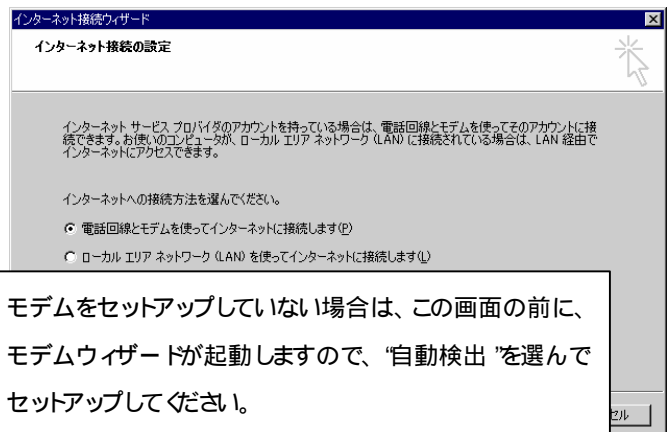 インターネット接続ウィザード
インターネット接続の設定
インターネット サービス プロバイダのアカウントを持っている場合は、電話回線とモデムを使ってそのアカウントに接
続できます。お使いのコンピュータが、ローカル エリア ネットワーク (LAN) に接続されている場合は、LAN 経由で
インターネットにアクセスできます。
インターネットへの接続方法を選んでください。
電話回線とモデムを使ってインターネットに接続します(P)
ローカル エリア ネットワーク (LAN) を使ってインターネットに接続します(L)
モデムをセットアップしていない場合は、この画面の前に、
モデムウィザードが起動しますので、“自動検出”を選んで
セットアップしてください。
セル